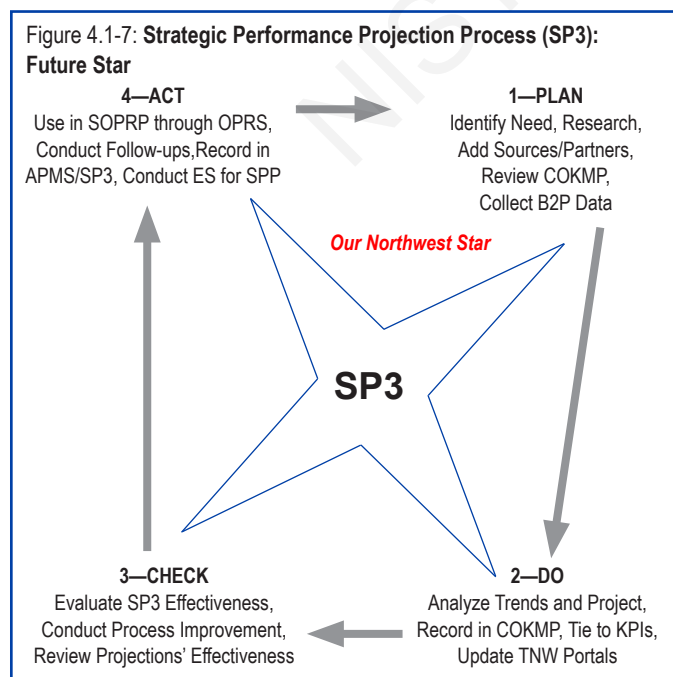 Figure 4.1-7: Strategic Performance Projection Process (SP3):
Future Star
4—ACT
Use in SOPRP through OPRS,
Conduct Follow-ups,Record in
APMS/SP3, Conduct ES for SPP
1—PLAN
Identify Need, Research,
Add Sources/Partners,
Review COKMP,
Collect B2P Data
Our Northwest Star
SP3
3—CHECK
Evaluate SP3 Effectiveness,
Conduct Process Improvement,
Review Projections’ Effectiveness
2—DO
Analyze Trends and Project,
Record in COKMP, Tie to KPIs,
Update TNW Portals
NIS